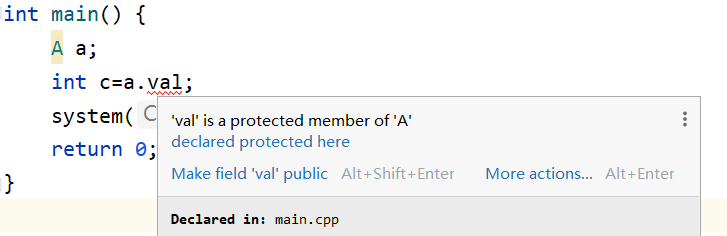 int main() {
A a;
int c=a.val;
system( C
return 0;
}
'val' is a protected member of 'A'
declared protected here
Make field 'val' public Alt+Shift+Enter More actions... Alt+Enter
Declared in: main.cpp